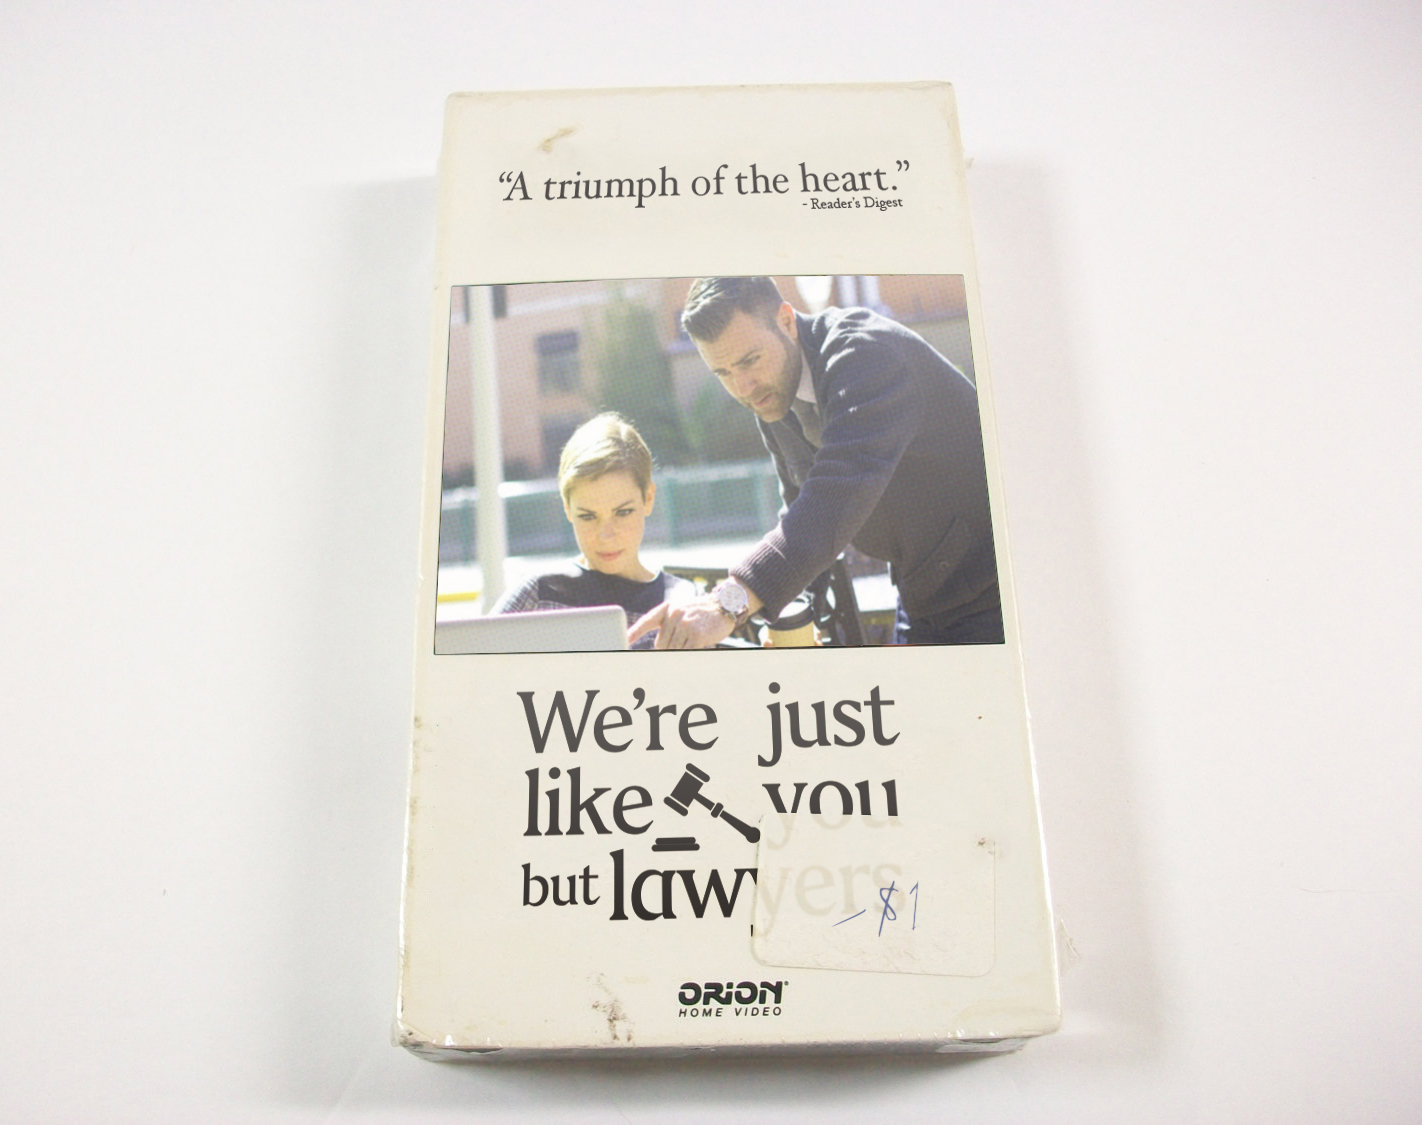 “A triumph of the heart.”
- Reader's Digest
We're just
like you
but lawyers
–$1
ORION®
HOME VIDEO